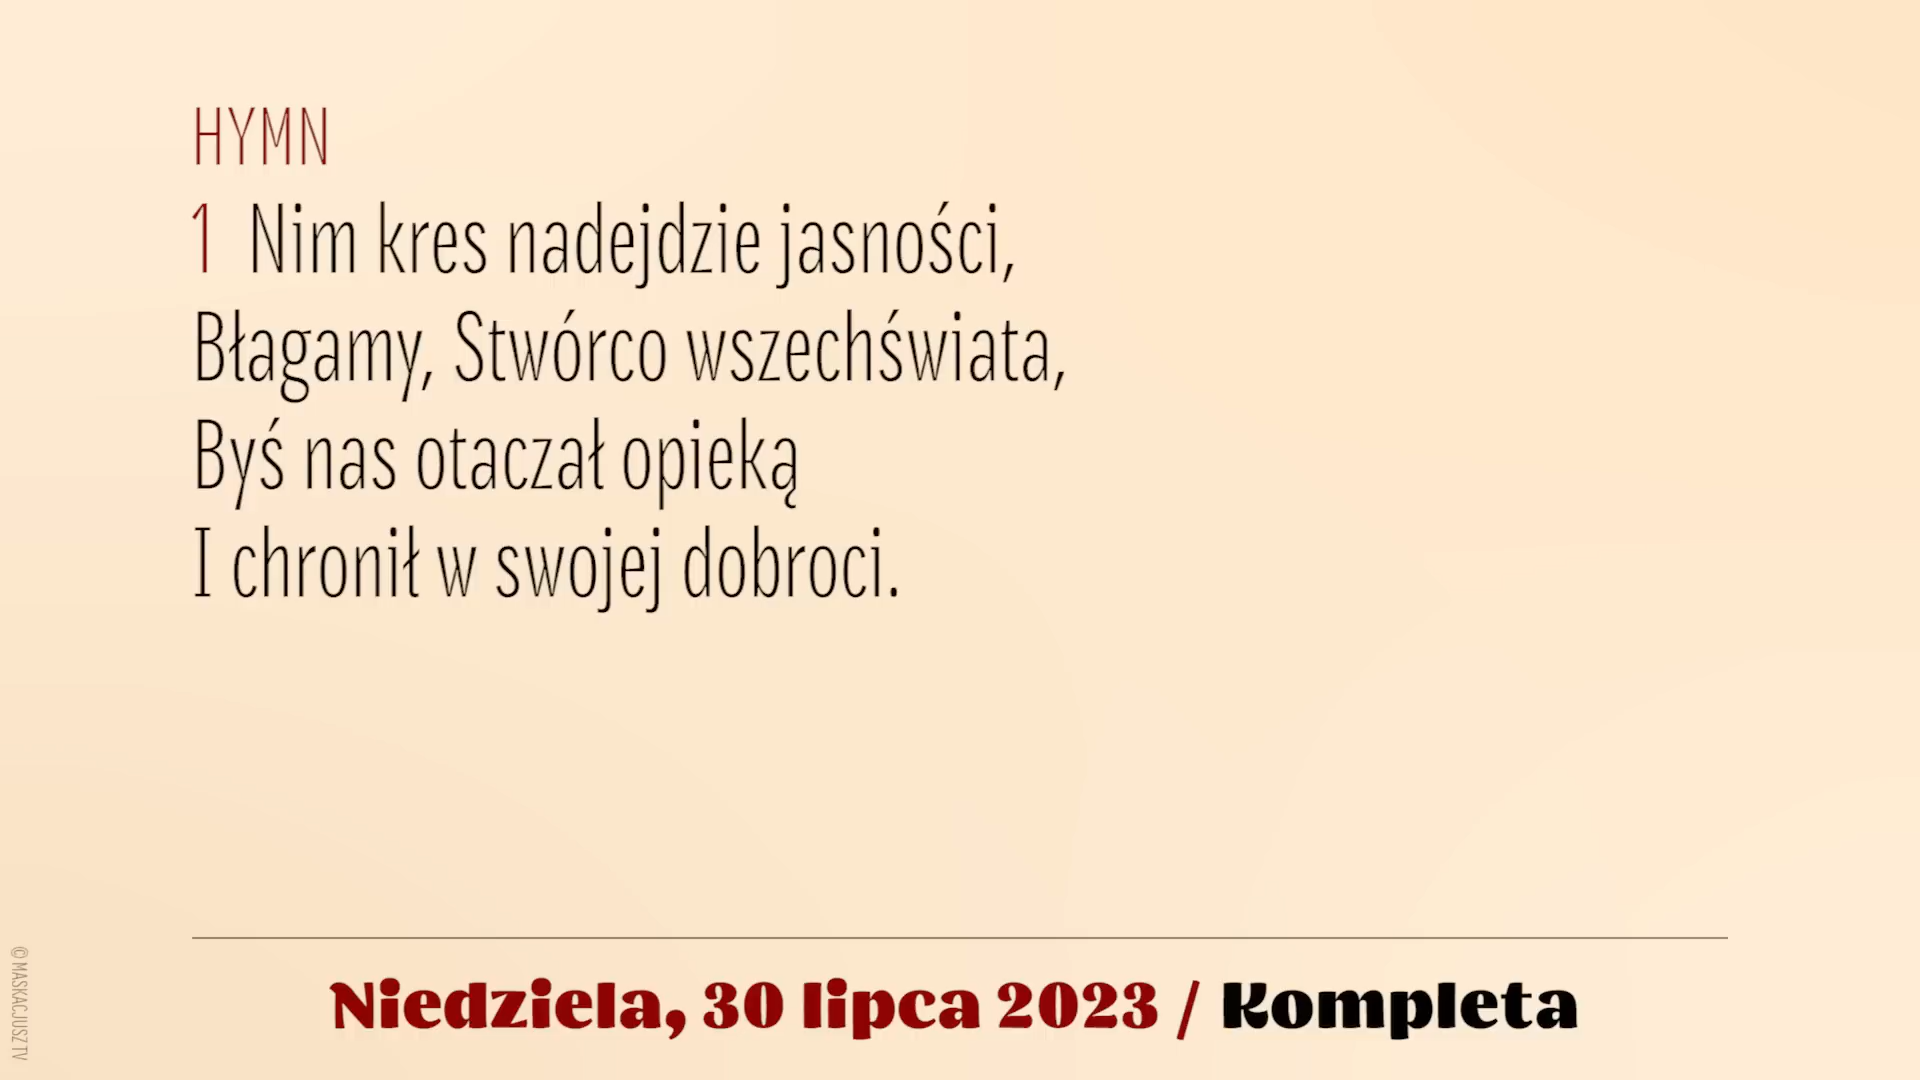 HYMN
1 Nim kres nadejdzie jasności,
Błagamy, Stwórco wszechświata,
Byś nas otaczał opieką
I chronił w swojej dobroci.
Niedziela, 30 lipca 2023 / Kompleta
© MASKACJUSZ TV